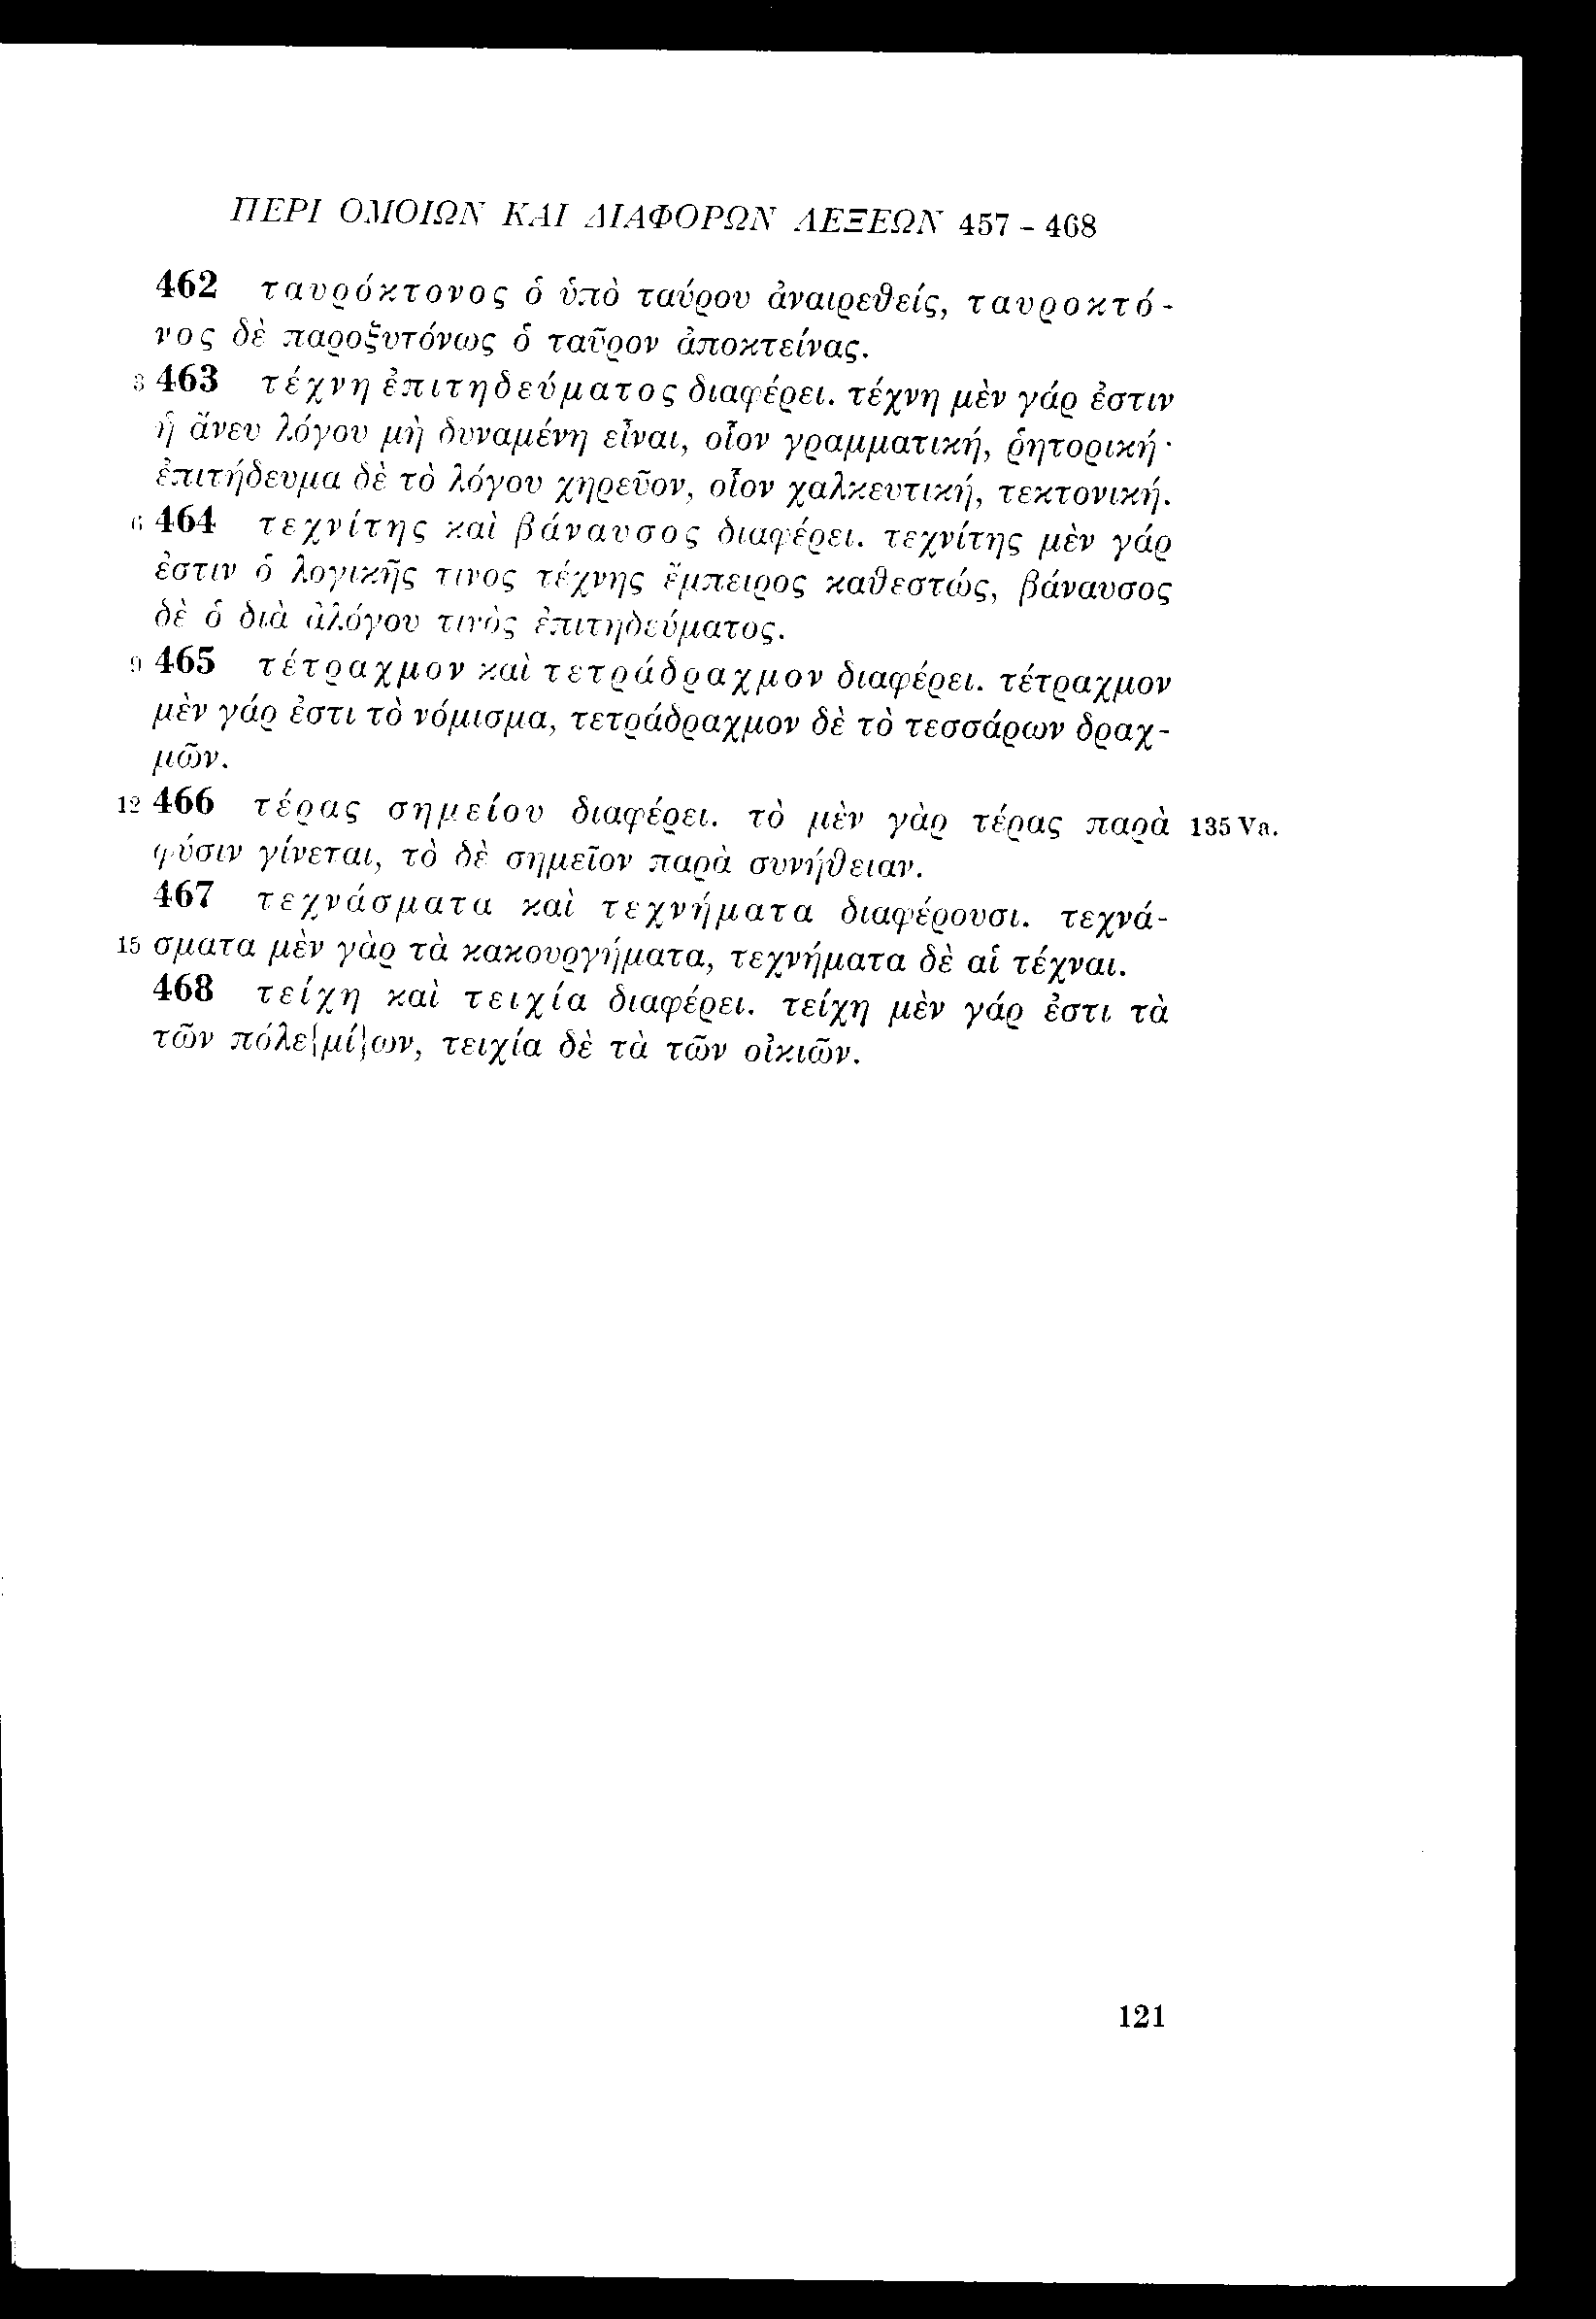 ΠΕΡΙ ΟΜΟΙΩΝ ΚΑΙ ΔΙΑΦΟΡΩΝ ΛΕΞΕΩΝ 457 - 468
462 ταυρόκτονος ὁ ὑπὸ ταύρου ἀναιρεθείς, ταυροκτό-
νος δὲ παροξυτόνως ὁ ταῦρον ἀποκτείνας.
3 463 τέχνη ἐπιτηδεύματος διαφέρει. τέχνη μὲν γάρ ἐστιν
ἡ ἄνευ λόγου μὴ δυναμένη εἶναι, οἷον γραμματική, ῥητορική·
ἐπιτήδευμα δὲ τὸ λόγου χηρεῦον, οἷον χαλκευτική, τεκτονική.
6 464 τεχνίτης καὶ βάναυσος διαφέρει. τεχνίτης μὲν γάρ
ἐστιν ὁ λογικῆς τινος τέχνης ἔμπειρος καθεστώς, βάναυσος
δὲ ὁ διὰ ἀλόγου τινὸς ἐπιτηδεύματος.
9 465 τέτραχμον καὶ τετράδραχμον διαφέρει. τέτραχμον
μὲν γάρ ἐστι τὸ νόμισμα, τετράδραχμον δὲ τὸ τεσσάρων δραχ-
μῶν.
12 466 τέρας σημείου διαφέρει. τὸ μὲν γὰρ τέρας παρὰ 135 Va.
φύσιν γίνεται, τὸ δὲ σημεῖον παρὰ συνήθειαν.
467 τεχνάσματα καὶ τεχνήματα διαφέρουσι. τεχνά-
15 σματα μὲν γὰρ τὰ κακουργήματα, τεχνήματα δὲ αἱ τέχναι.
468 τείχη καὶ τειχία διαφέρει. τείχη μὲν γάρ ἐστι τὰ
τῶν πόλε{μί}ων, τειχία δὲ τὰ τῶν οἰκιῶν.
121